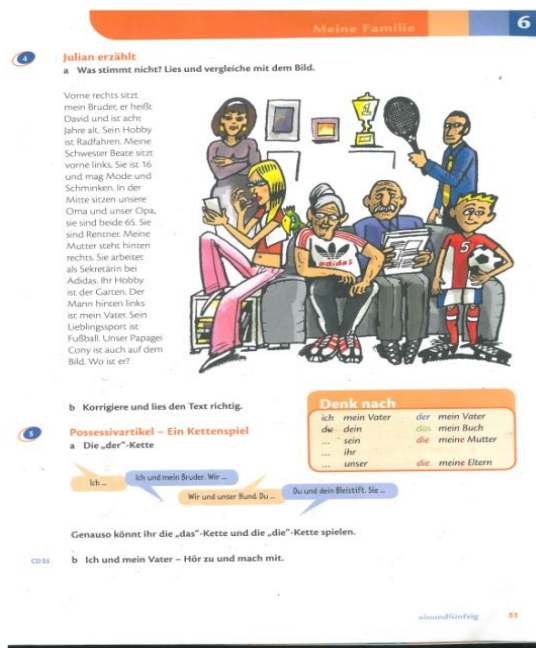 Meine Familie 6
4 Julian erzählt
a Was stimmt nicht? Lies und vergleiche mit dem Bild.
Vorne rechts sitzt
mein Bruder, er heißt
David und ist acht
Jahre alt. Sein Hobby
ist Radfahren. Meine
Schwester Beate sitzt
vorne links. Sie ist 16
und mag Mode und
Schminken. In der
Mitte sitzen unsere
Oma und unser Opa,
sie sind beide 65. Sie
sind Rentner. Meine
Mutter steht hinten
rechts. Sie arbeitet
als Sekretärin bei
Adidas. Ihr Hobby
ist der Garten. Der
Mann hinten links
ist mein Vater. Sein
Lieblingssport ist
Fußball. Unser Papagei
Cony ist auch auf dem
Bild. Wo ist er?
1
adidas
5
b Korrigiere und lies den Text richtig.
Denk nach
ich mein Vater der mein Vater
du dein das mein Buch
... sein die meine Mutter
... ihr
... unser die meine Eltern
5 Possessivartikel – Ein Kettenspiel
a Die „der"-Kette
Ich ...
Ich und mein Bruder. Wir ...
Wir und unser Hund. Du ...
Du und dein Bleistift. Sie ...
Genauso könnt ihr die „das"-Kette und die „die"-Kette spielen.
CD 35 b Ich und mein Vater – Hör zu und mach mit.
einundfünfzig 51